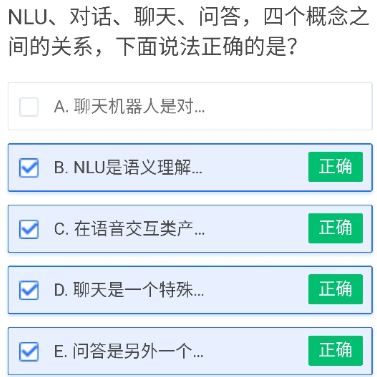 NLU、对话、聊天、问答，四个概念之
间的关系，下面说法正确的是？
A. 聊天机器人是对...
B. NLU是语义理解... 正确
C. 在语音交互类产... 正确
D. 聊天是一个特殊... 正确
E. 问答是另外一个... 正确